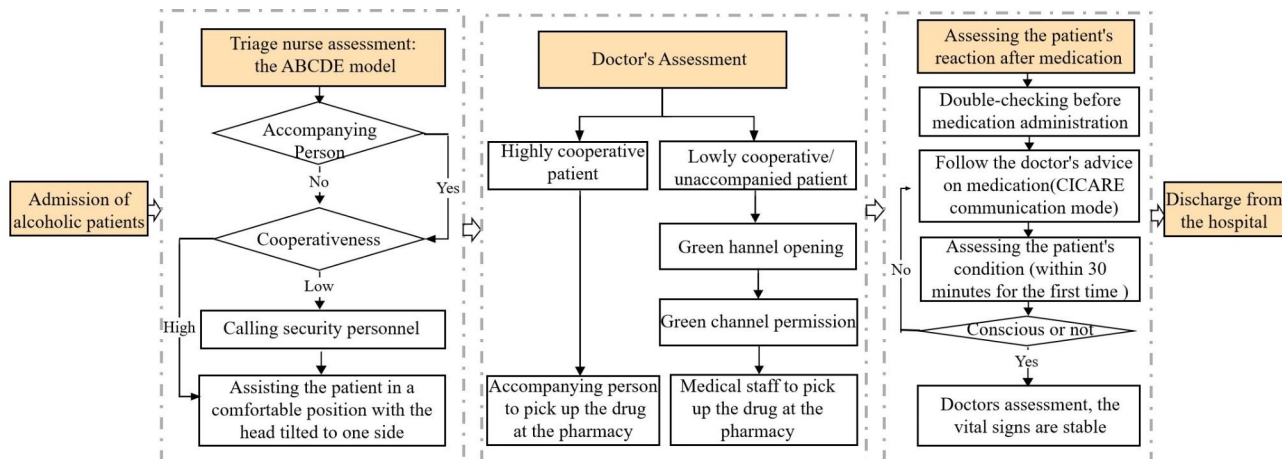 Admission of
alcoholic patients
Triage nurse assessment:
the ABCDE model
Accompanying
Person
No
Yes
Cooperativeness
Low
High
Calling security personnel
Assisting the patient in a
comfortable position with the
head tilted to one side
Doctor's Assessment
Highly cooperative
patient
Lowly cooperative/
unaccompanied patient
Green hannel opening
Green channel permission
Accompanying person
to pick up the drug
at the pharmacy
Medical staff to pick
up the drug at the
pharmacy
Assessing the patient's
reaction after medication
Double-checking before
medication administration
Follow the doctor's advice
on medication(CICARE
communication mode)
Assessing the patient's
condition (within 30
minutes for the first time )
No
Conscious or not
Yes
Doctors assessment, the
vital signs are stable
Discharge from
the hospital